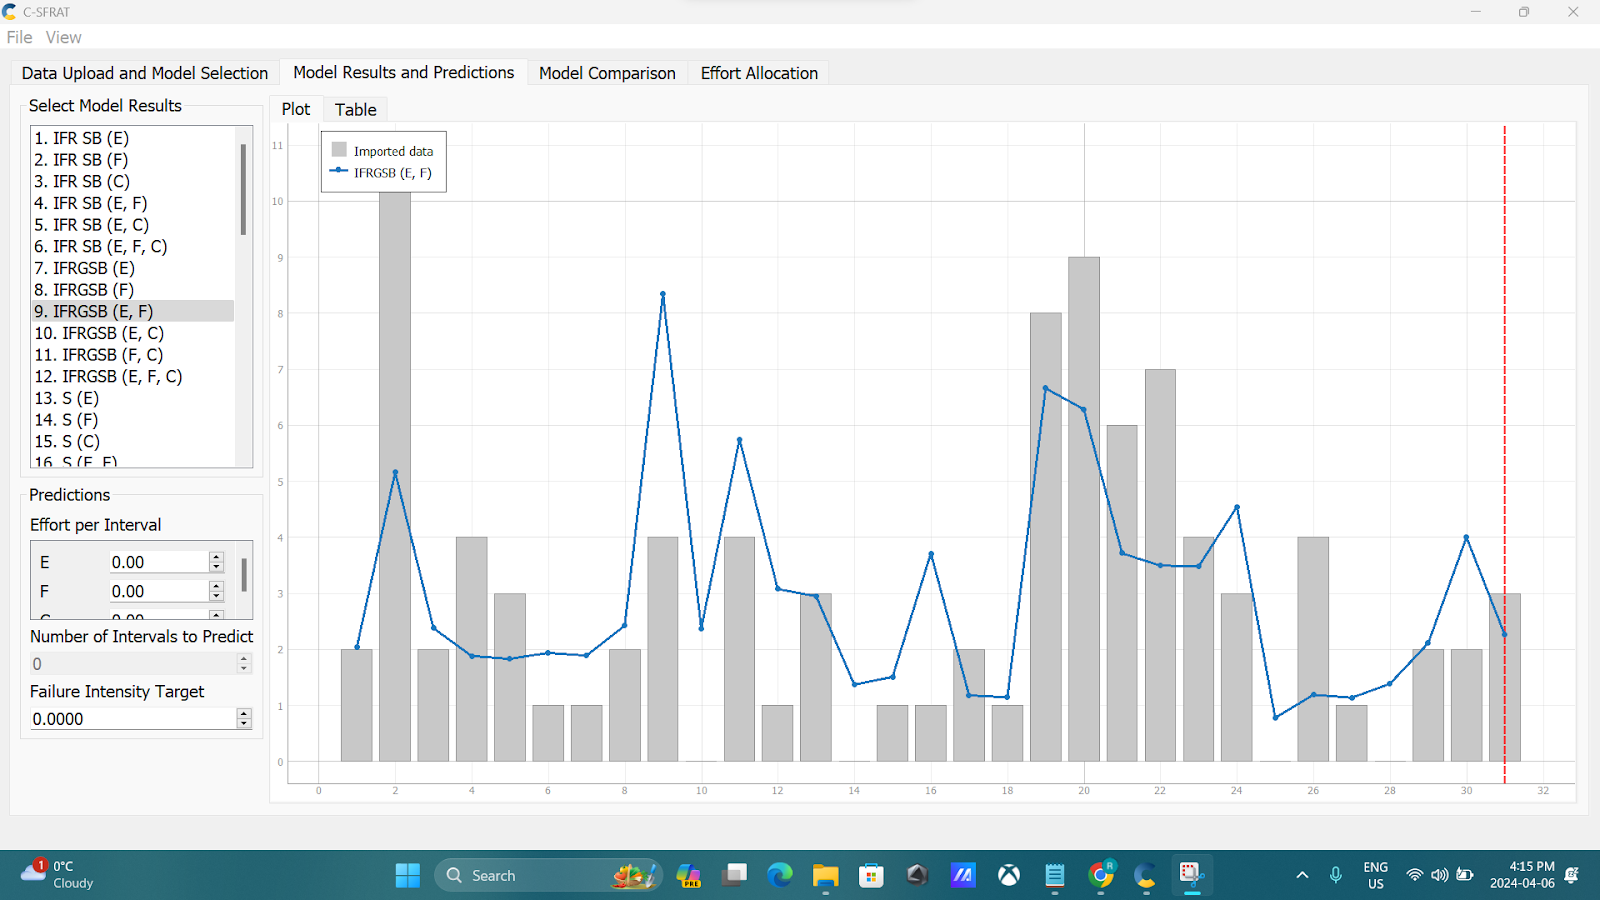 C-SFRAT
File View
Data Upload and Model Selection Model Results and Predictions Model Comparison Effort Allocation
Select Model Results
1. IFR SB (E)
2. IFR SB (F)
3. IFR SB (C)
4. IFR SB (E, F)
5. IFR SB (E, C)
6. IFR SB (E, F, C)
7. IFRGSB (E)
8. IFRGSB (F)
9. IFRGSB (E, F)
10. IFRGSB (E, C)
11. IFRGSB (F, C)
12. IFRGSB (E, F, C)
13. S (E)
14. S (F)
15. S (C)
16. S (E, F)
Predictions
Effort per Interval
E 0.00
F 0.00
C 0.00
Number of Intervals to Predict
0
Failure Intensity Target
0.0000
Plot Table
Imported data
IFRGSB (E, F)
11
10
9
8
7
6
5
4
3
2
1
0
0 2 4 6 8 10 12 14 16 18 20 22 24 26 28 30 32
1
0°C
Cloudy
Search
PRE
R
ENG
US
4:15 PM
2024-04-06